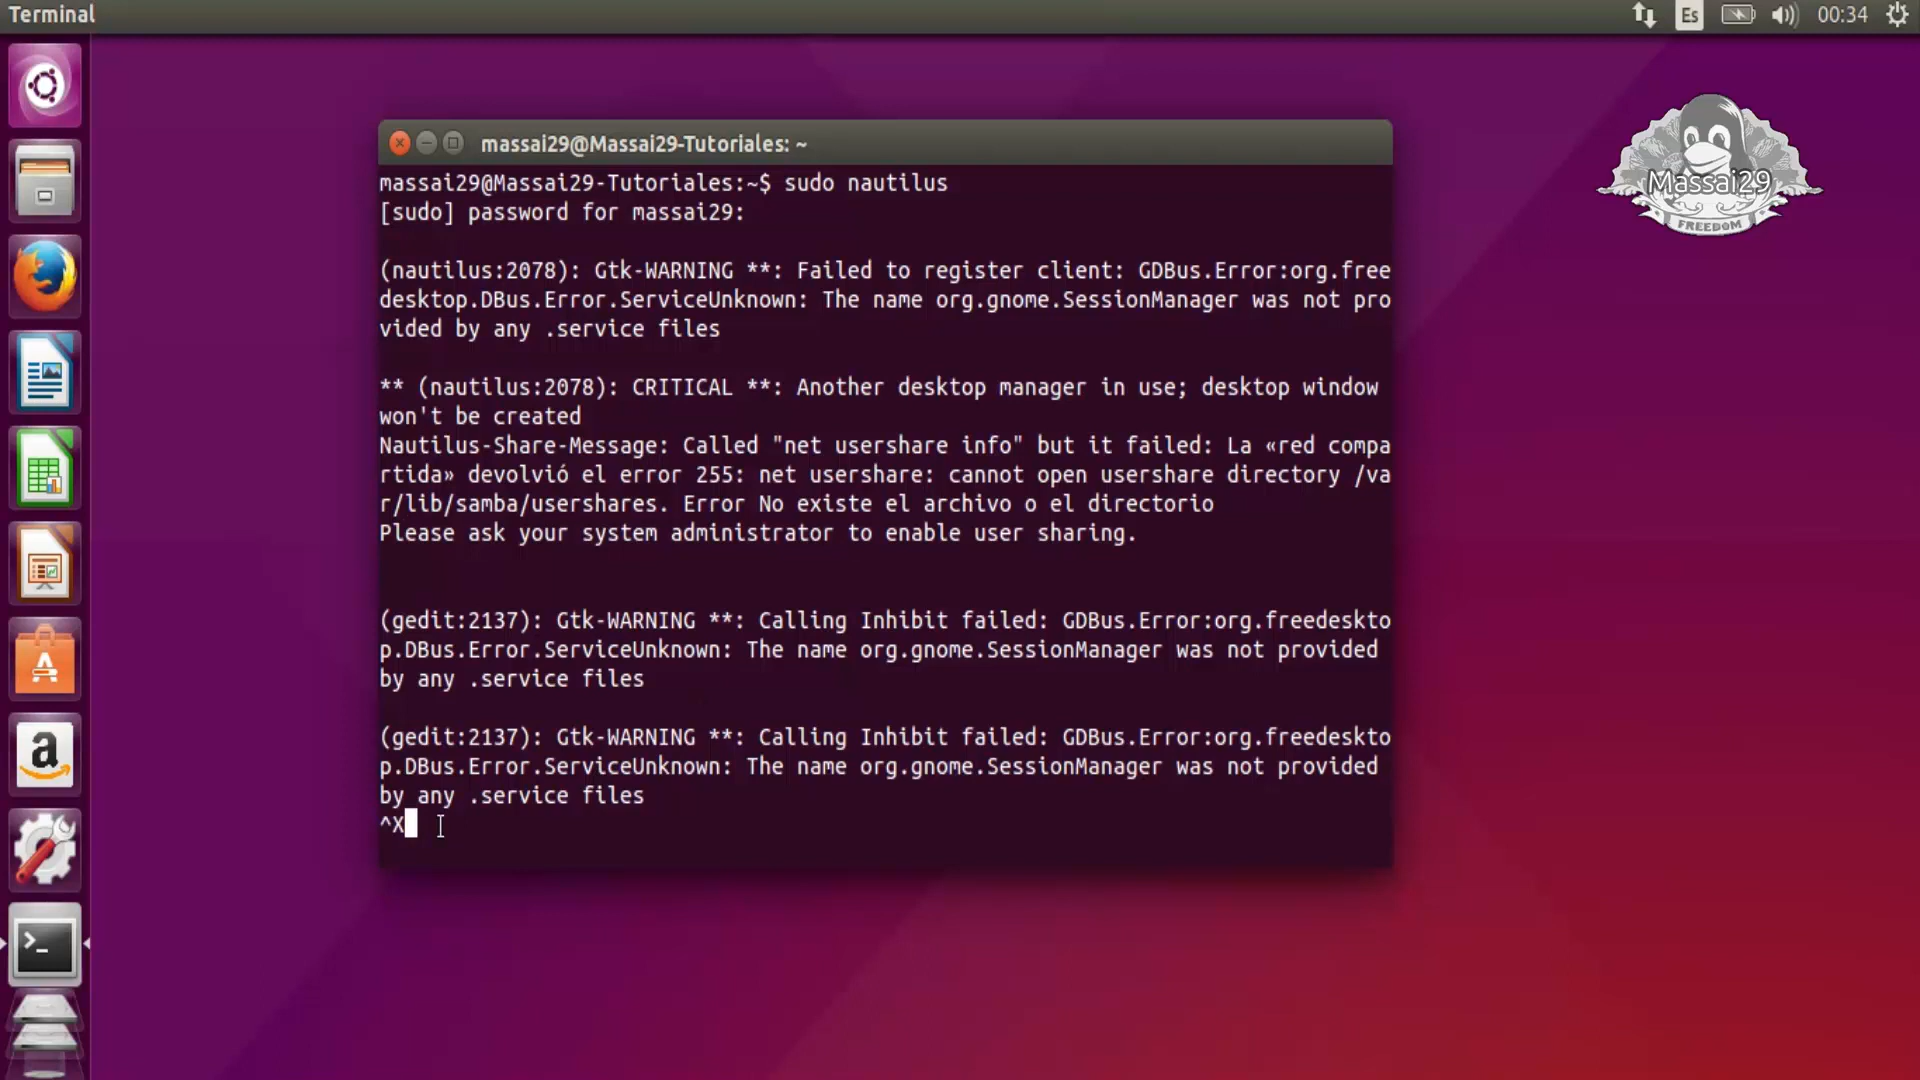 Terminal
Es
00:34
massai29@Massai29-Tutoriales: ~
massai29@Massai29-Tutoriales:~$ sudo nautilus
[sudo] password for massai29:
(nautilus:2078): Gtk-WARNING **: Failed to register client: GDBus.Error:org.free
desktop.DBus.Error.ServiceUnknown: The name org.gnome.SessionManager was not pro
vided by any .service files
** (nautilus:2078): CRITICAL **: Another desktop manager in use; desktop window
won't be created
Nautilus-Share-Message: Called "net usershare info" but it failed: La «red compa
rtida» devolvió el error 255: net usershare: cannot open usershare directory /va
r/lib/samba/usershares. Error No existe el archivo o el directorio
Please ask your system administrator to enable user sharing.
(gedit:2137): Gtk-WARNING **: Calling Inhibit failed: GDBus.Error:org.freedeskto
p.DBus.Error.ServiceUnknown: The name org.gnome.SessionManager was not provided
by any .service files
(gedit:2137): Gtk-WARNING **: Calling Inhibit failed: GDBus.Error:org.freedeskto
p.DBus.Error.ServiceUnknown: The name org.gnome.SessionManager was not provided
by any .service files
^X
Massai29
FREEDOM